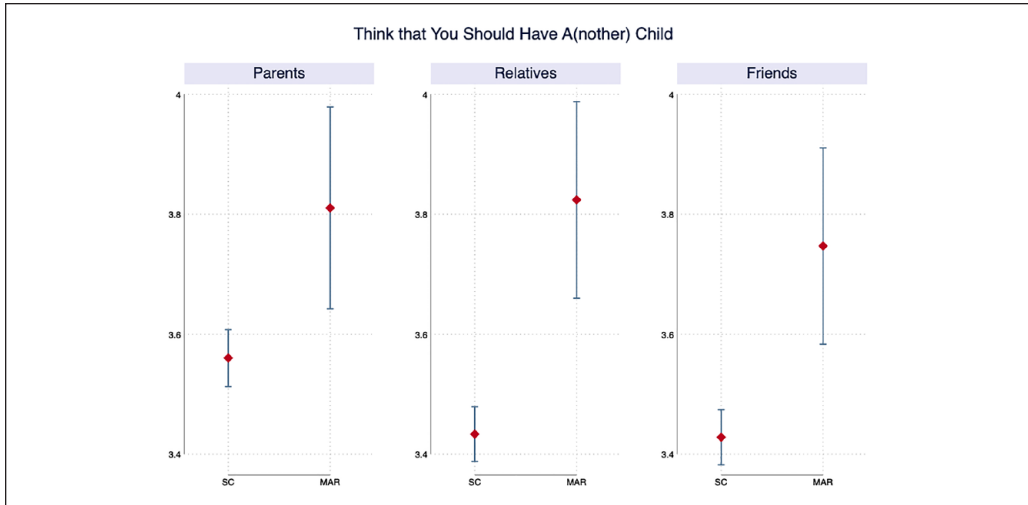 Think that You Should Have A(nother) Child
Parents
4
3.8
3.6
3.4
SC MAR
Relatives
4
3.8
3.6
3.4
SC MAR
Friends
4
3.8
3.6
3.4
SC MAR